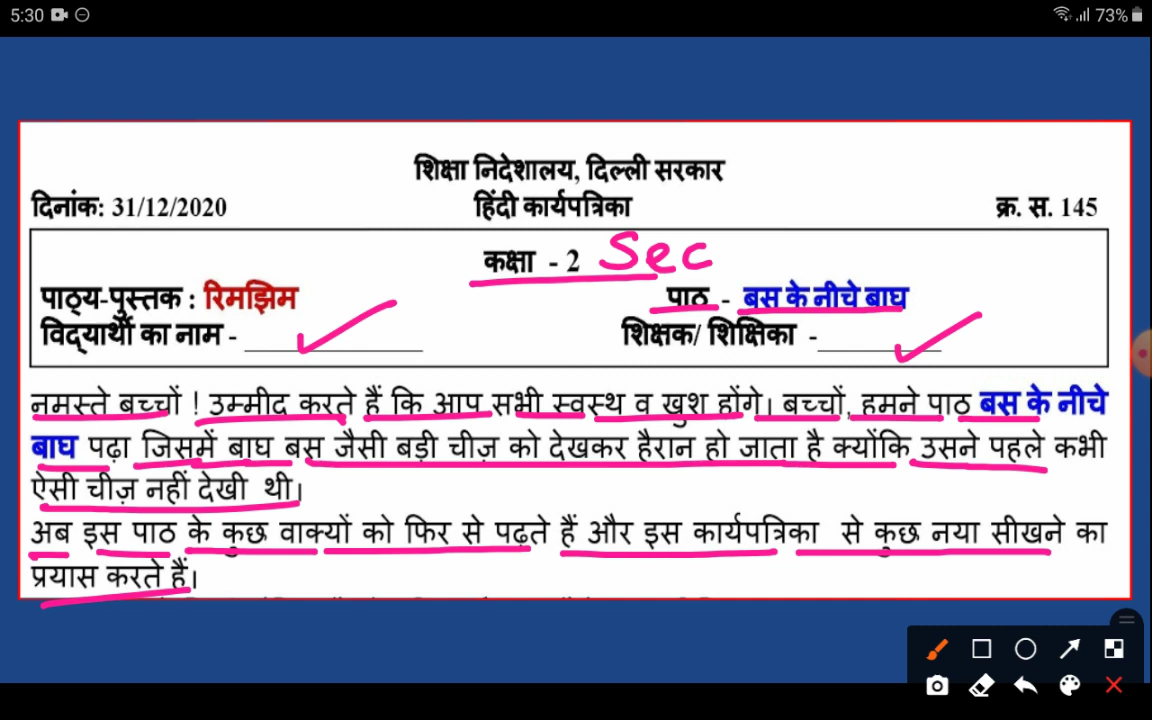 5:30
73%
शिक्षा निदेशालय, दिल्ली सरकार
दिनांक: 31/12/2020 हिंदी कार्यपत्रिका क्र. स. 145
कक्षा - 2 Sec
पाठ्य-पुस्तक : रिमझिम पाठ - बस के नीचे बाघ
विद्यार्थी का नाम - शिक्षक/ शिक्षिका -
नमस्ते बच्चों ! उम्मीद करते हैं कि आप सभी स्वस्थ व खुश होंगे। बच्चों, हमने पाठ बस के नीचे
बाघ पढ़ा जिसमें बाघ बस जैसी बड़ी चीज़ को देखकर हैरान हो जाता है क्योंकि उसने पहले कभी
ऐसी चीज़ नहीं देखी थी।
अब इस पाठ के कुछ वाक्यों को फिर से पढ़ते हैं और इस कार्यपत्रिका से कुछ नया सीखने का
प्रयास करते हैं।